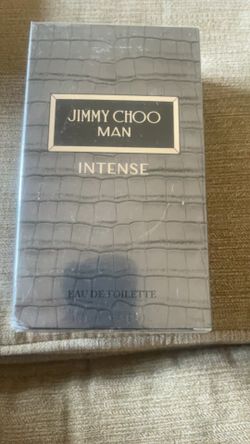 JIMMY CHOO
MAN
INTENSE
EAU DE TOILETTE